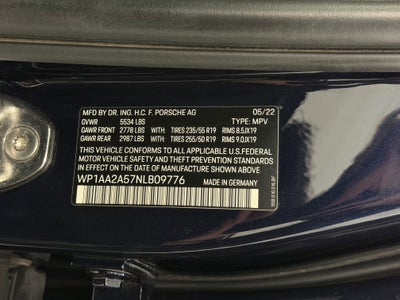 MFD. BY DR. ING. H.C. F. PORSCHE AG 05/22
GVWR 5534 LBS TYPE: MPV
GAWR FRONT 2778 LBS WITH: TIRES 235/55 R19 RIMS 8.5JX19
GAWR REAR 2987 LBS WITH: TIRES 255/50 R19 RIMS 9.0JX19
THIS VEHICLE CONFORMS TO ALL APPLICABLE U.S.FEDERAL
MOTOR VEHICLE SAFETY, BUMPER, AND THEFT PREVENTION
STANDARDS IN EFFECT ON THE DATE OF MANUFACTURE
SHOWN ABOVE.
WP1AA2A57NLB09776